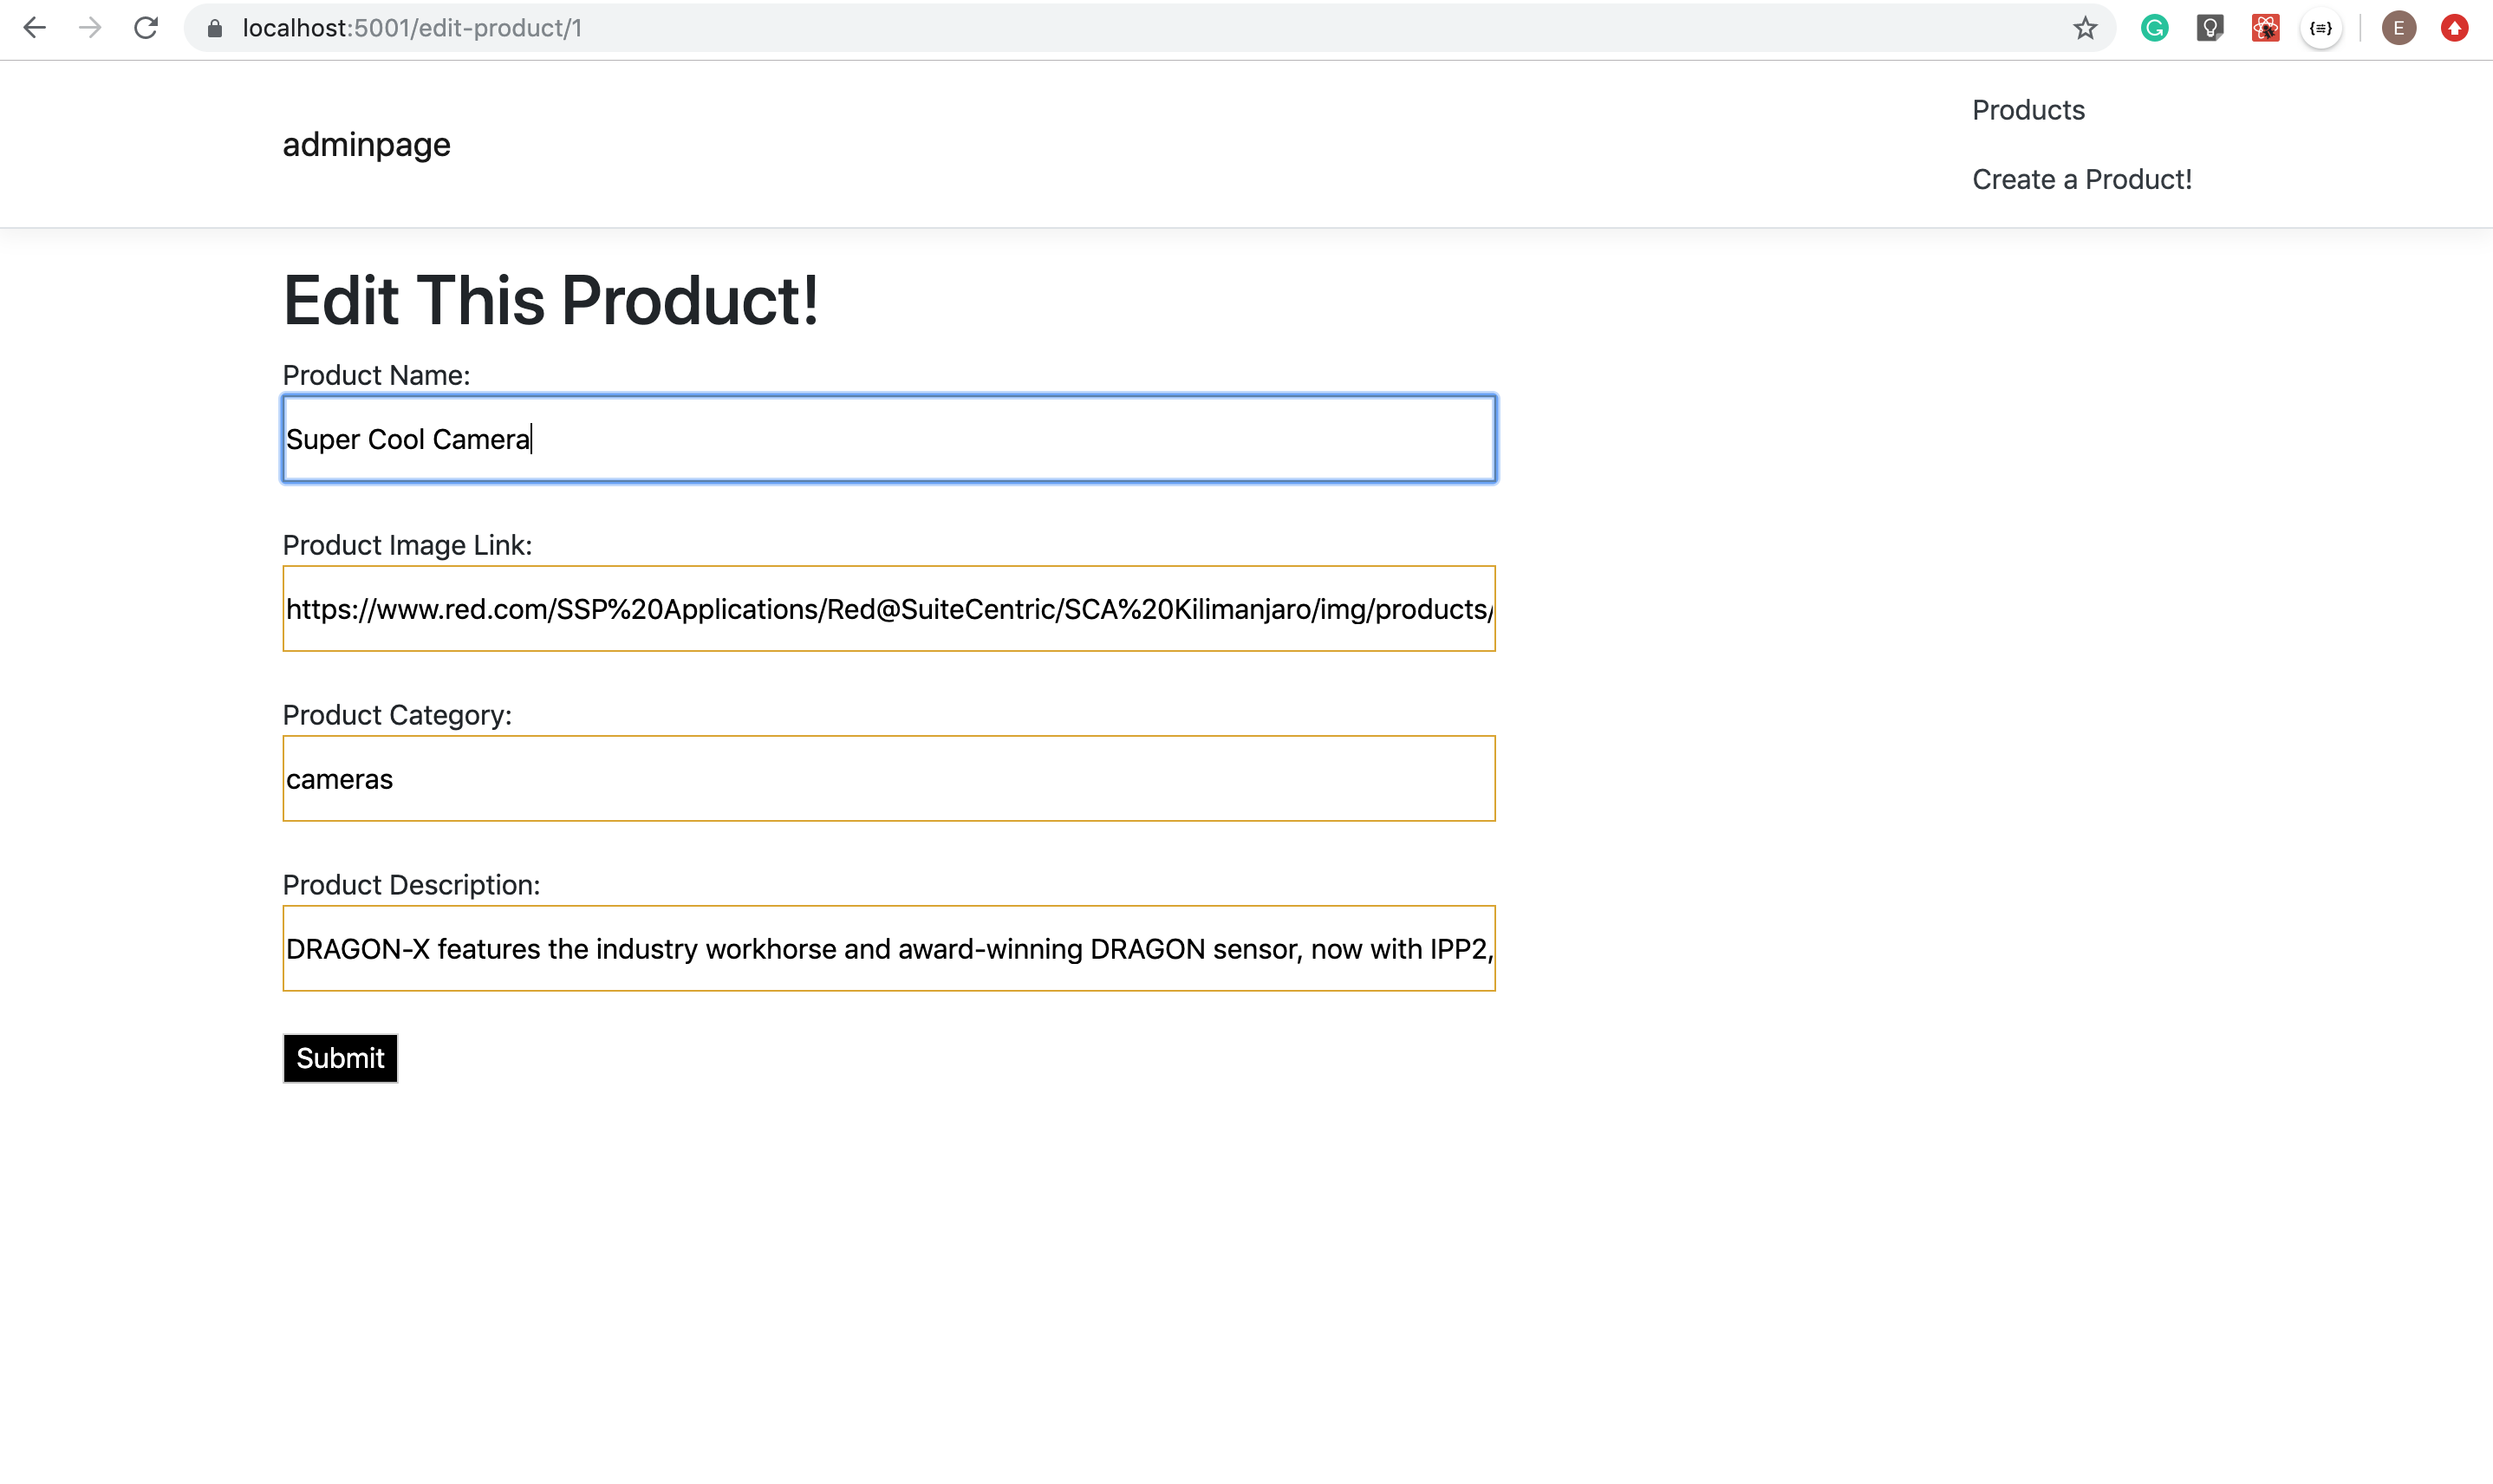 localhost:5001/edit-product/1
E
adminpage
Products
Create a Product!
Edit This Product!
Product Name:
Super Cool Camera
Product Image Link:
https://www.red.com/SSP%20Applications/Red@SuiteCentric/SCA%20Kilimanjaro/img/products/
Product Category:
cameras
Product Description:
DRAGON-X features the industry workhorse and award-winning DRAGON sensor, now with IPP2,
Submit